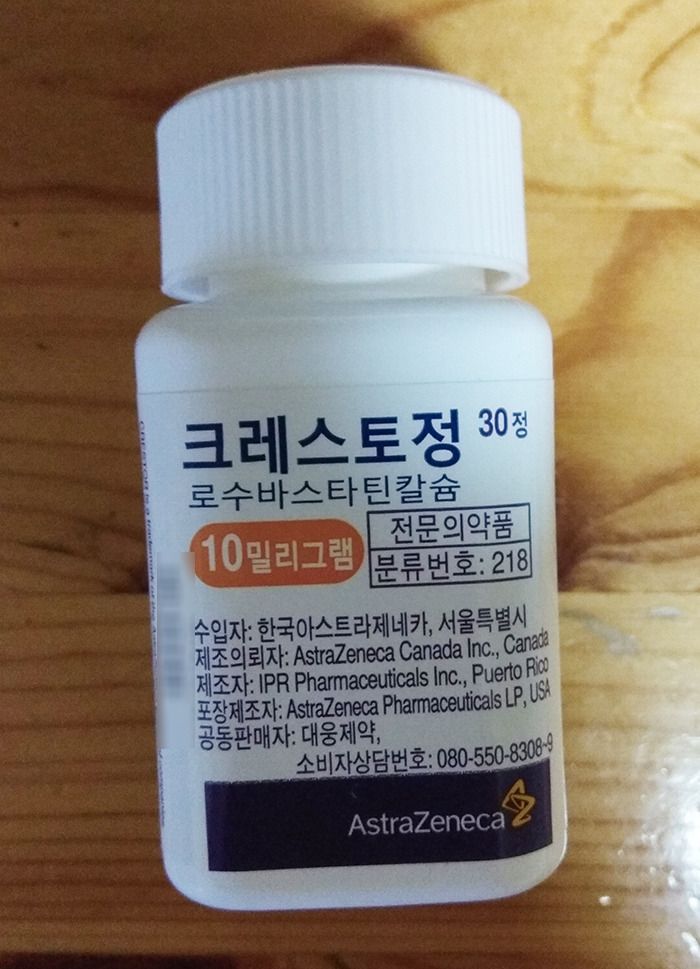 크레스토정 30정
로수바스타틴칼슘
10밀리그램
전문의약품
분류번호: 218
수입자: 한국아스트라제네카, 서울특별시
제조의뢰자: AstraZeneca Canada Inc., Canada
제조자: IPR Pharmaceuticals Inc., Puerto Rico
포장제조자: AstraZeneca Pharmaceuticals LP, USA
공동판매자: 대웅제약,
소비자상담번호: 080-550-8308~9
AstraZeneca
CRESTOR is a trademark of the